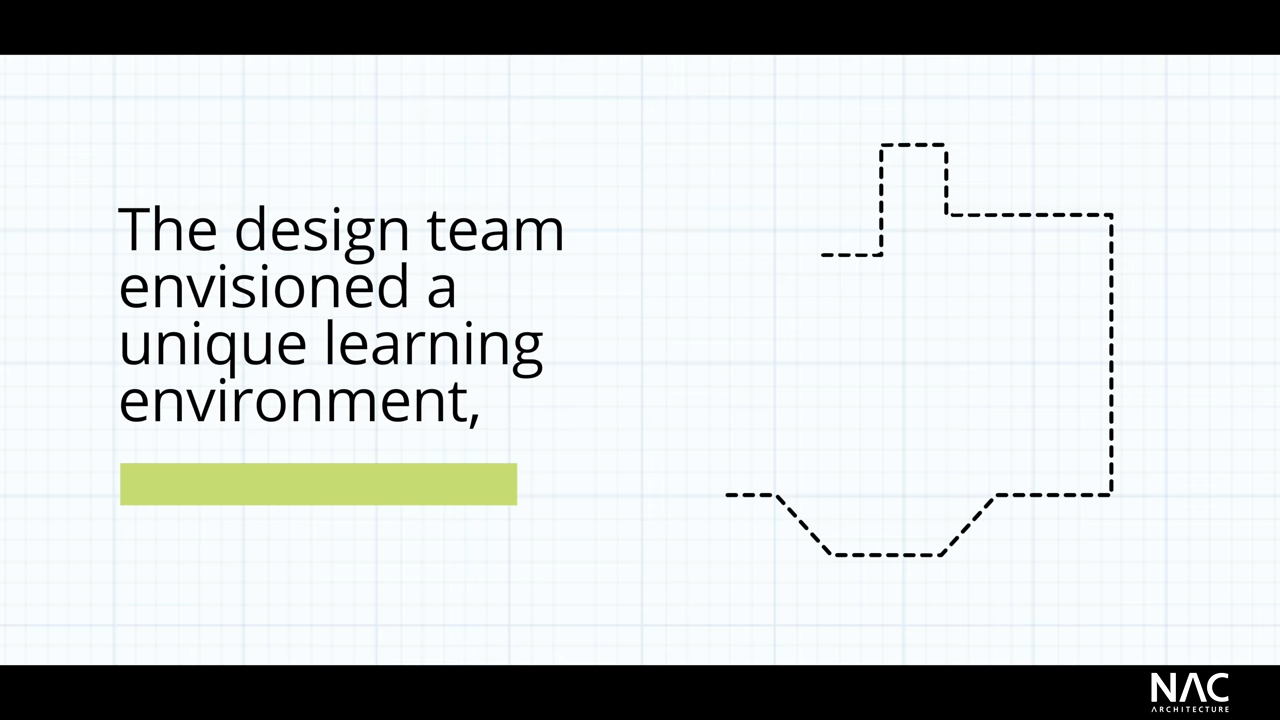 The design team
envisioned a
unique learning
environment,
NAC
ARCHITECTURE